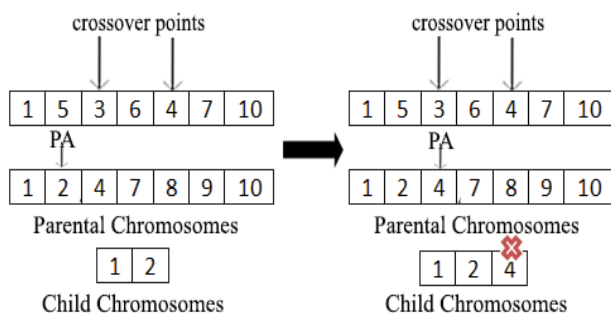 crossover points
1 5 3 6 4 7 10
PA
1 2 4 7 8 9 10
Parental Chromosomes
1 2
Child Chromosomes
crossover points
1 5 3 6 4 7 10
PA
1 2 4 7 8 9 10
Parental Chromosomes
1 2 4
Child Chromosomes